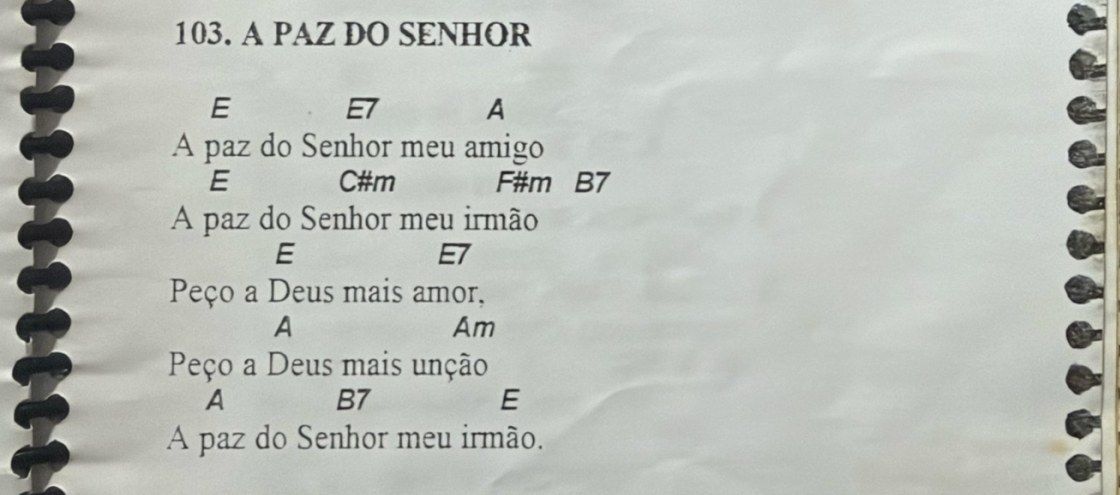 103. A PAZ DO SENHOR
E E7 A
A paz do Senhor meu amigo
E C#m F#m B7
A paz do Senhor meu irmão
E E7
Peço a Deus mais amor,
A Am
Peço a Deus mais unção
A B7 E
A paz do Senhor meu irmão.